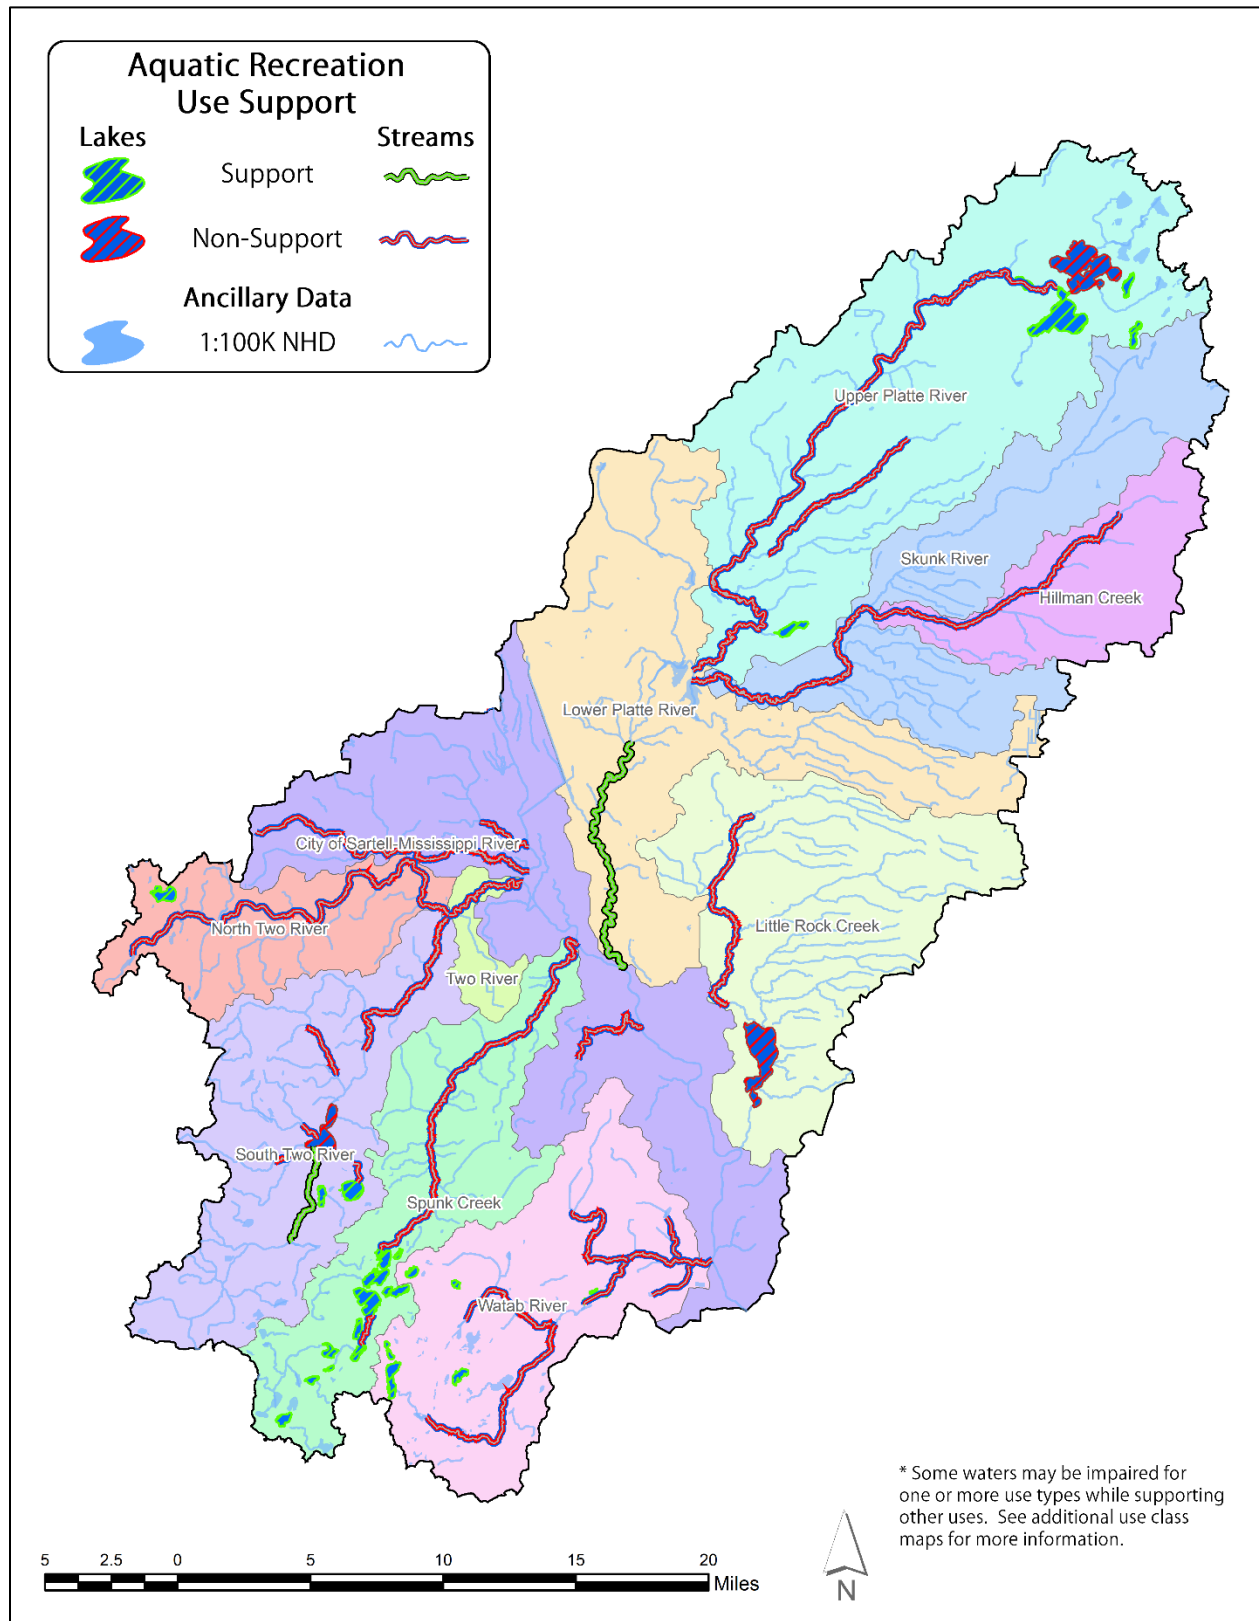 Aquatic Recreation
Use Support
Lakes
Streams
Support
Non-Support
Ancillary Data
1:100K NHD
Upper Platte River
Skunk River
Hillman Creek
Lower Platte River
City of Sartell-Mississippi River
North Two River
Little Rock Creek
Two River
South Two River
Spunk Creek
Watab River
* Some waters may be impaired for
one or more use types while supporting
other uses. See additional use class
maps for more information.
5 2.5 0 5 10 15 20
Miles
N